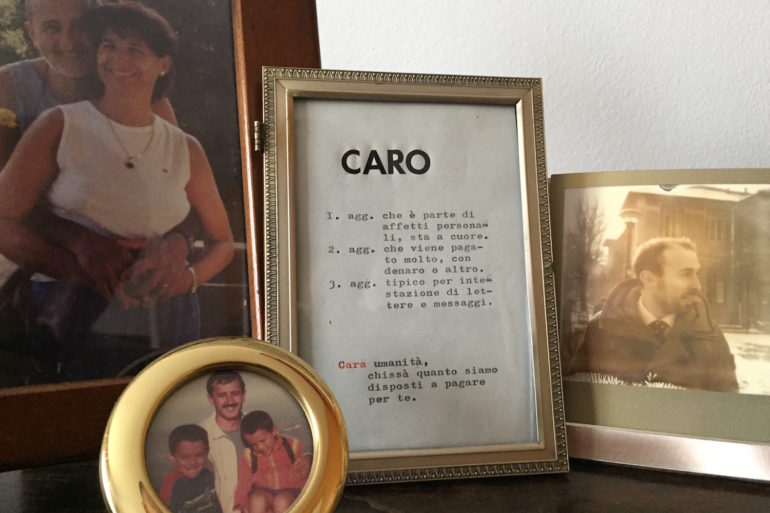 CARO
1. agg. che è parte di
affetti persona-
li, sta a cuore.
2. agg. che viene paga-
to molto, con
denaro o altro.
3. agg. tipico per inte-
stazione di let-
tere e messaggi.
Cara umanità,
chissà quanto siamo
disposti a pagare
per te.